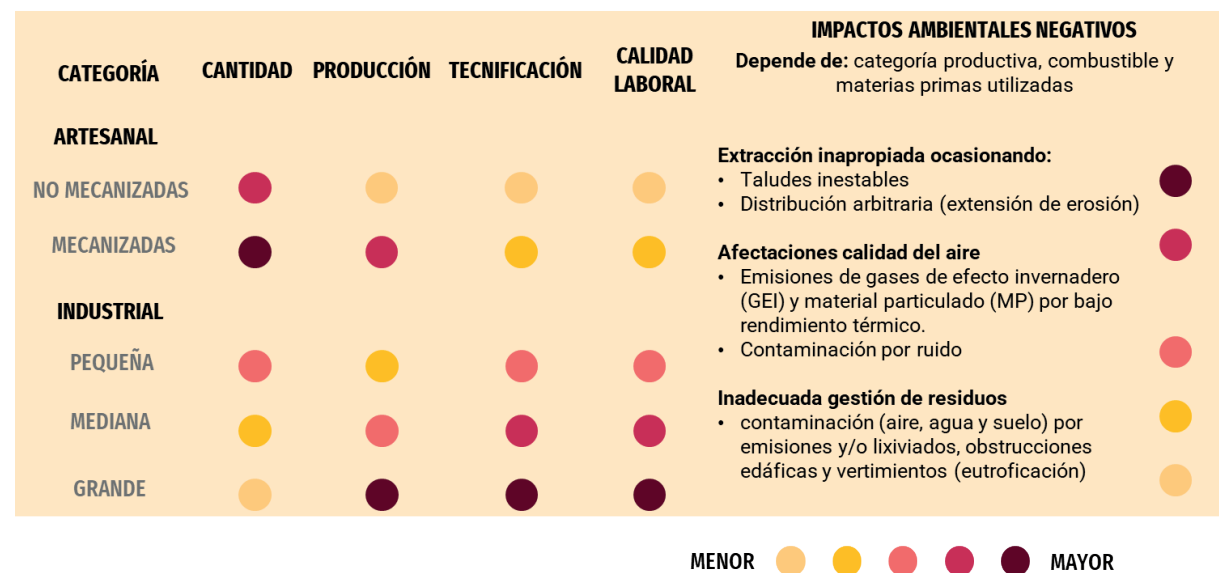 CATEGORÍA
CANTIDAD
PRODUCCIÓN
TECNIFICACIÓN
CALIDAD
LABORAL
IMPACTOS AMBIENTALES NEGATIVOS
Depende de: categoría productiva, combustible y
materias primas utilizadas
ARTESANAL
NO MECANIZADAS
MECANIZADAS
INDUSTRIAL
PEQUEÑA
MEDIANA
GRANDE
Extracción inapropiada ocasionando:
• Taludes inestables
• Distribución arbitraria (extensión de erosión)
Afectaciones calidad del aire
• Emisiones de gases de efecto invernadero
(GEI) y material particulado (MP) por bajo
rendimiento térmico.
• Contaminación por ruido
Inadecuada gestión de residuos
• contaminación (aire, agua y suelo) por
emisiones y/o lixiviados, obstrucciones
edáficas y vertimientos (eutroficación)
MENOR
MAYOR